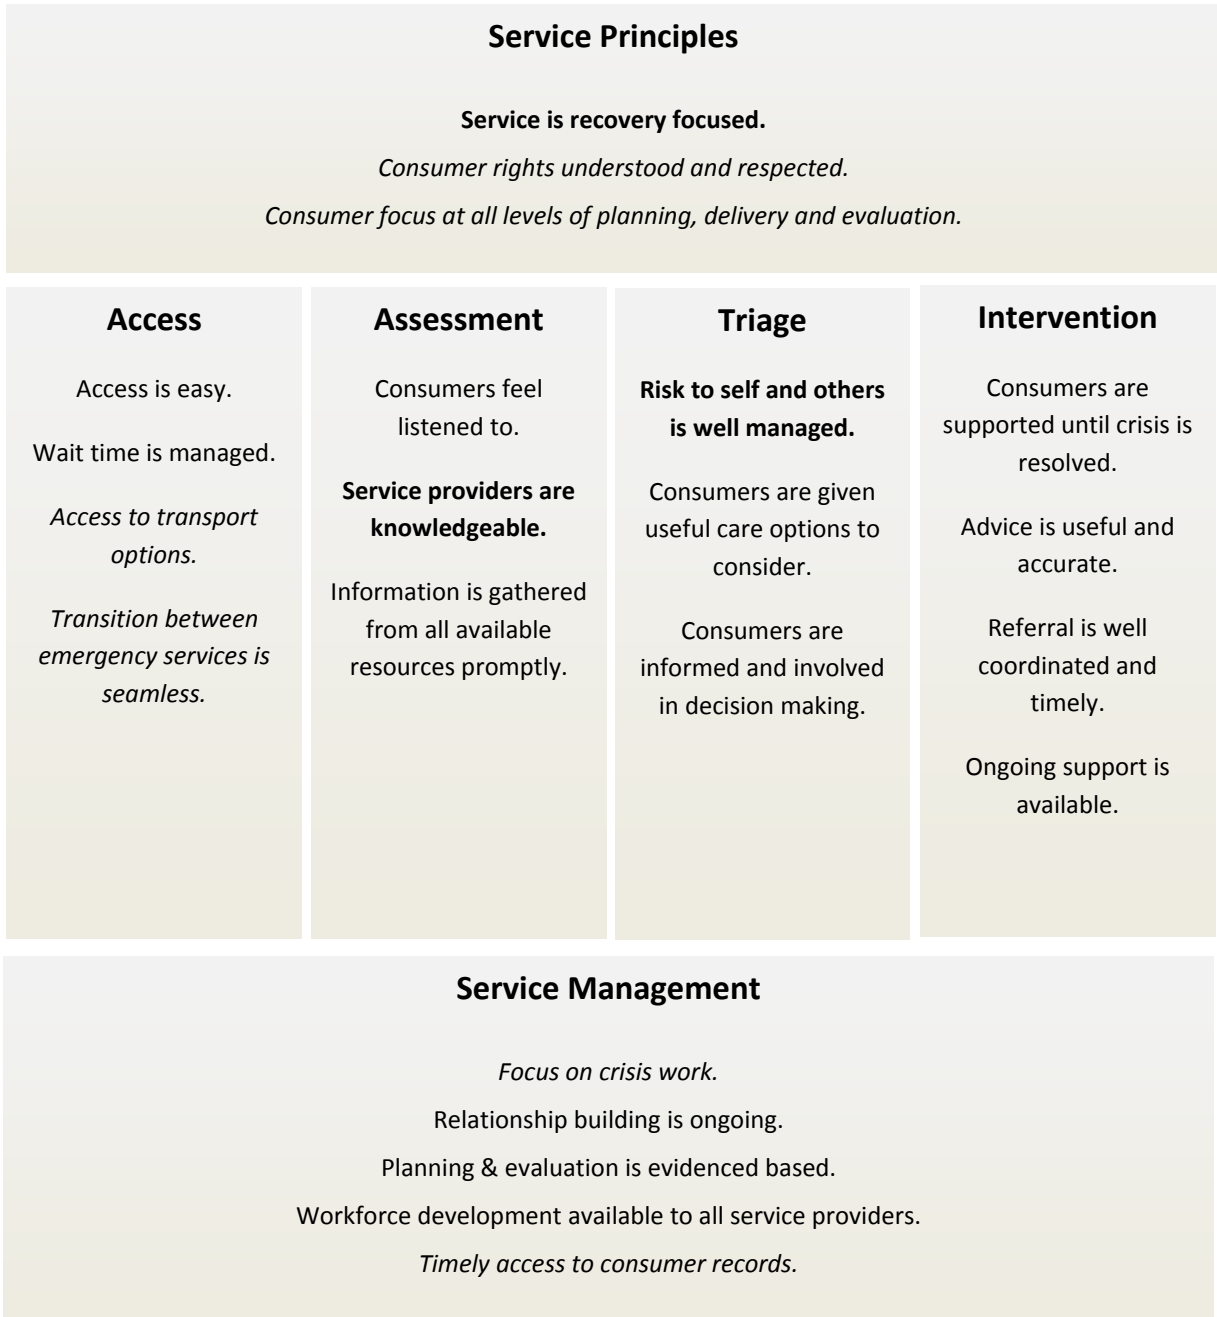 Service Principles
Service is recovery focused.
Consumer rights understood and respected.
Consumer focus at all levels of planning, delivery and evaluation.
Access
Access is easy.
Wait time is managed.
Access to transport
options.
Transition between
emergency services is
seamless.
Assessment
Consumers feel
listened to.
Service providers are
knowledgeable.
Information is gathered
from all available
resources promptly.
Triage
Risk to self and others
is well managed.
Consumers are given
useful care options to
consider.
Consumers are
informed and involved
in decision making.
Intervention
Consumers are
supported until crisis is
resolved.
Advice is useful and
accurate.
Referral is well
coordinated and
timely.
Ongoing support is
available.
Service Management
Focus on crisis work.
Relationship building is ongoing.
Planning & evaluation is evidenced based.
Workforce development available to all service providers.
Timely access to consumer records.